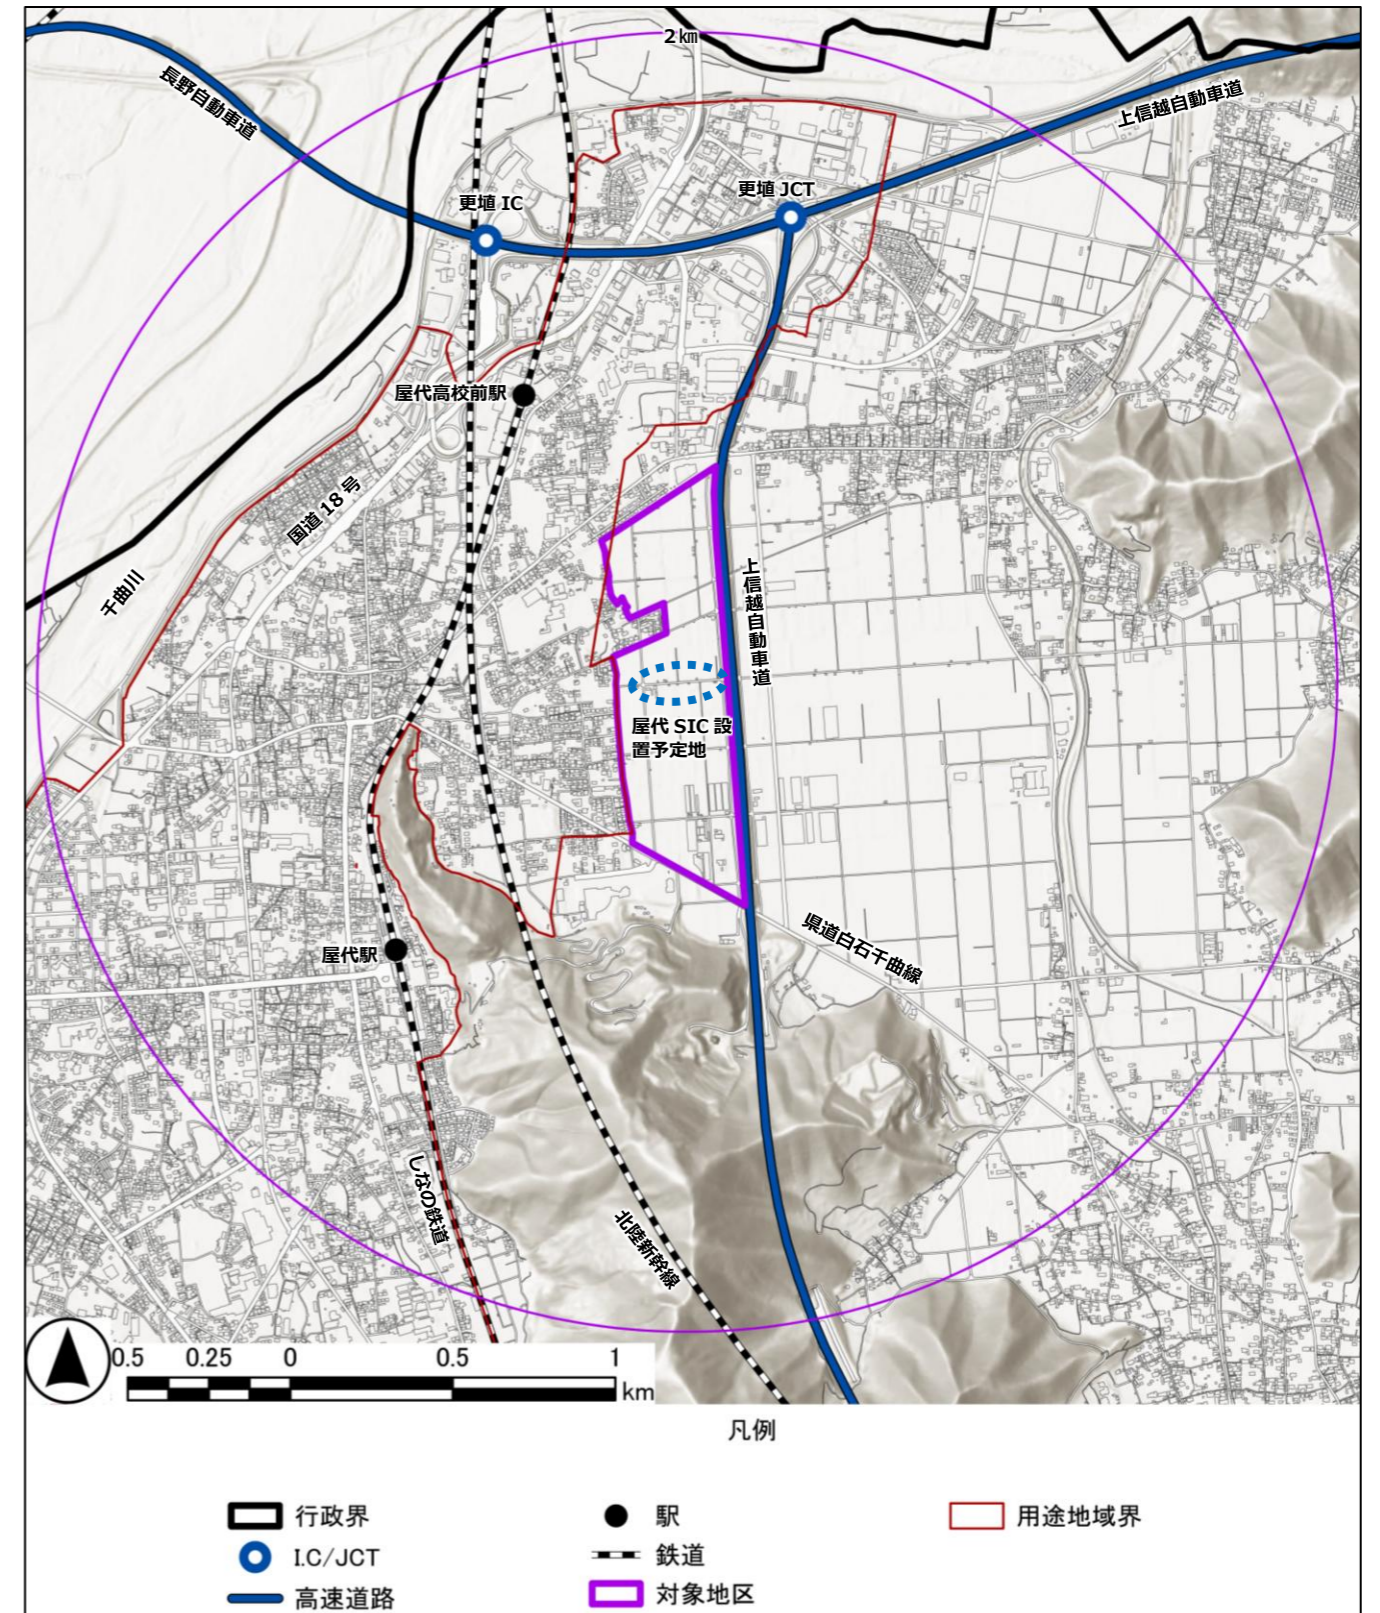 2㎞
長野自動車道
上信越自動車道
更埴 IC
更埴 JCT
屋代高校前駅
国道 18 号
千曲川
上信越自動車道
屋代 SIC 設
置予定地
県道白石千曲線
屋代駅
しなの鉄道
北陸新幹線
0.5 0.25 0 0.5 1
km
凡例
行政界
駅
用途地域界
I.C/JCT
鉄道
高速道路
対象地区